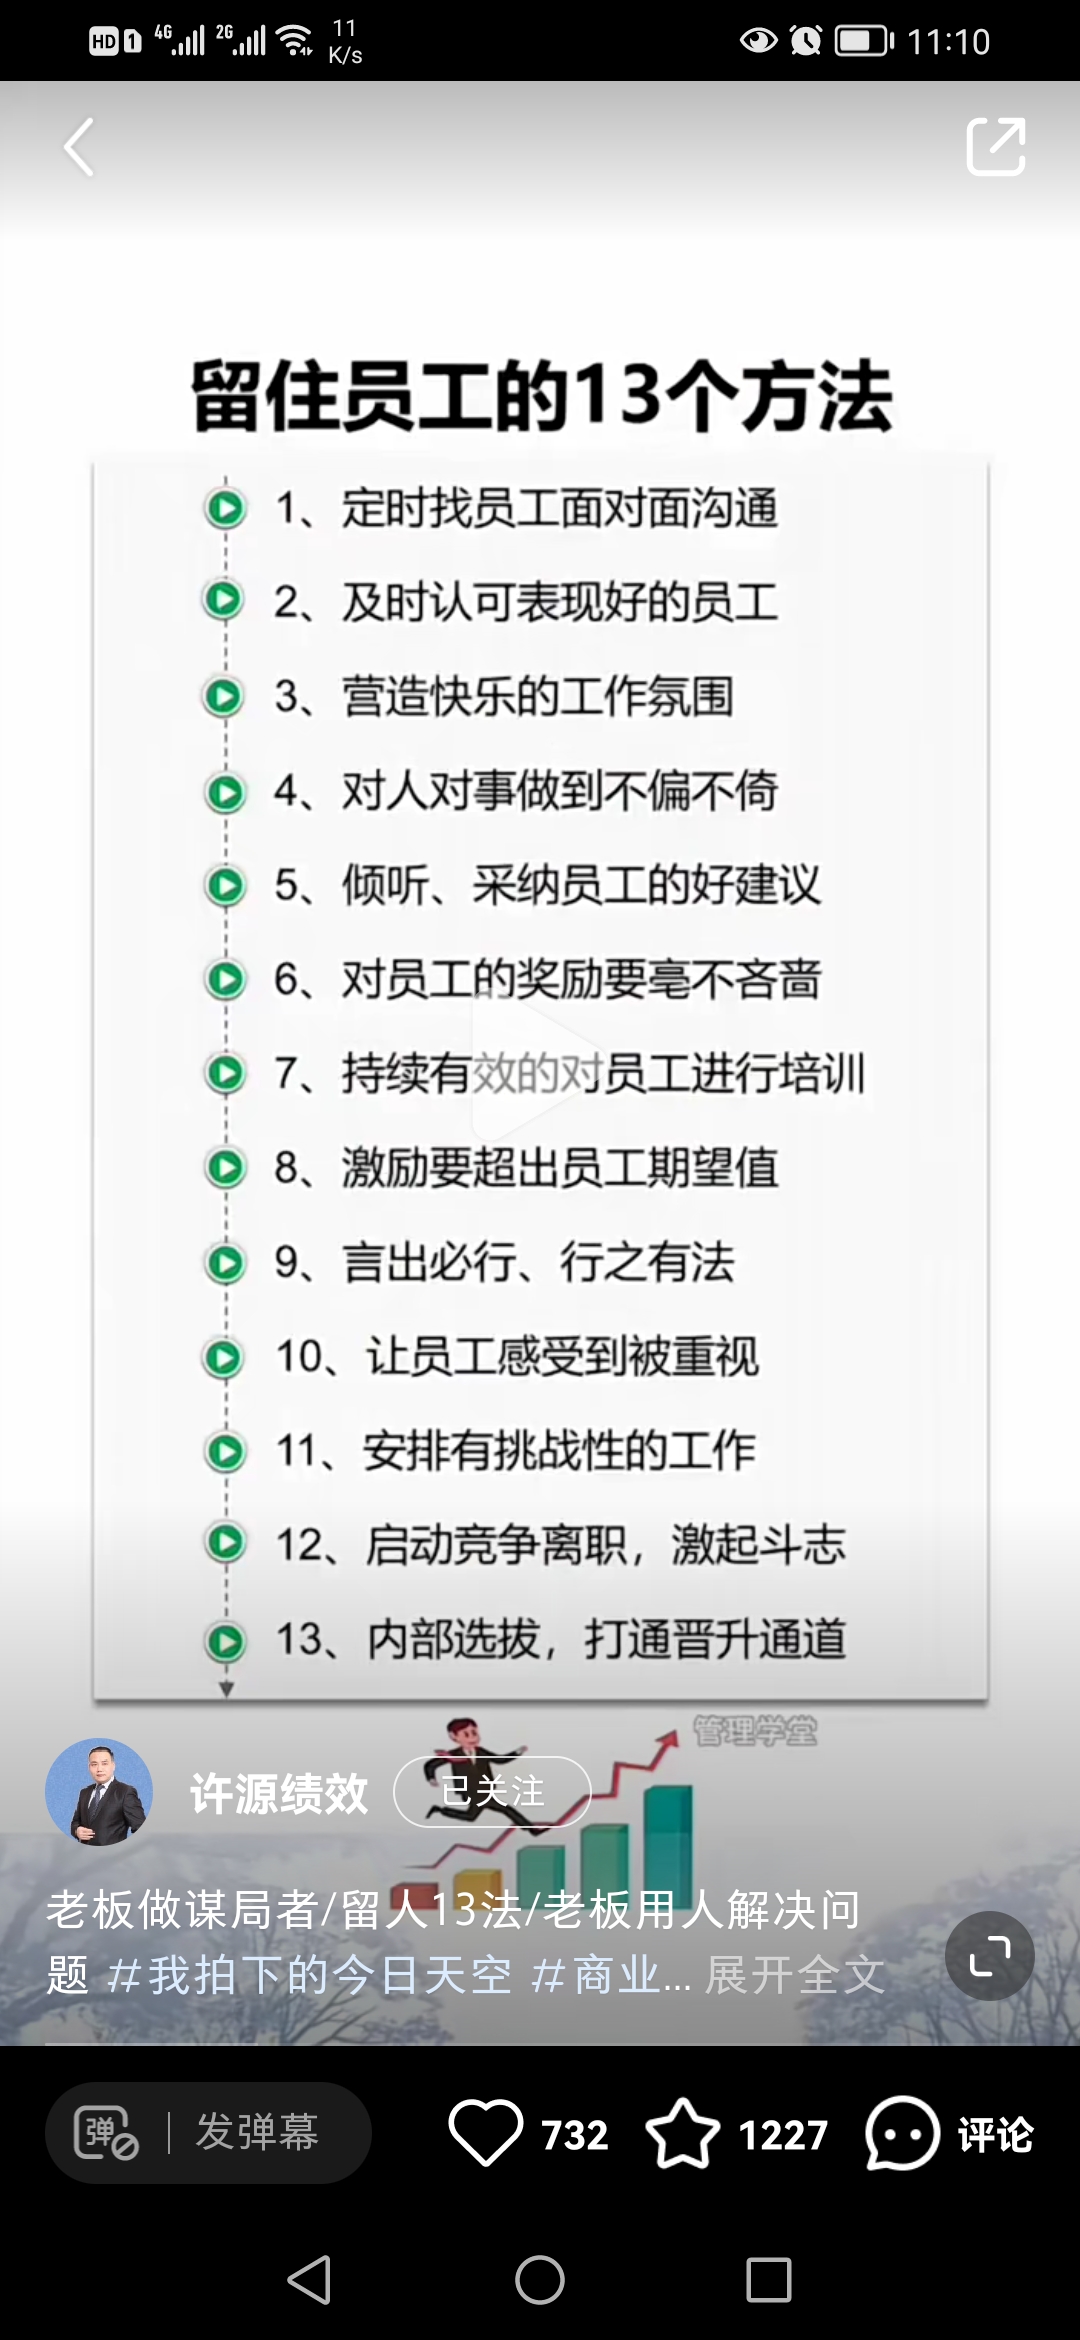 HD 1 4G 2G 11 K/s 11:10
留住员工的13个方法
1、定时找员工面对面沟通
2、及时认可表现好的员工
3、营造快乐的工作氛围
4、对人对事做到不偏不倚
5、倾听、采纳员工的好建议
6、对员工的奖励要毫不吝啬
7、持续有效的对员工进行培训
8、激励要超出员工期望值
9、言出必行、行之有法
10、让员工感受到被重视
11、安排有挑战性的工作
12、启动竞争离职，激起斗志
13、内部选拔，打通晋升通道
管理学堂
许源绩效 已关注
老板做谋局者/留人13法/老板用人解决问
题 #我拍下的今日天空 #商业... 展开全文
弹 发弹幕 732 1227 评论